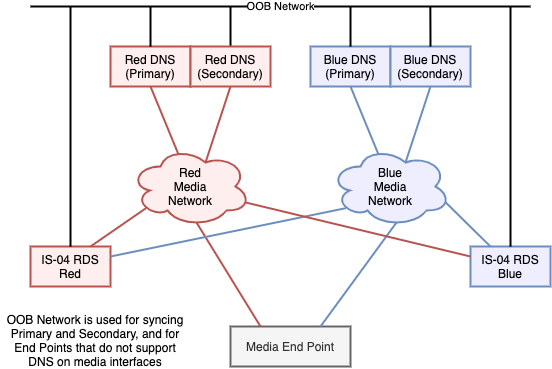 OOB Network
Red DNS
(Primary)
Red DNS
(Secondary)
Blue DNS
(Primary)
Blue DNS
(Secondary)
Red
Media
Network
Blue
Media
Network
IS-04 RDS
Red
IS-04 RDS
Blue
OOB Network is used for syncing
Primary and Secondary, and for
End Points that do not support
DNS on media interfaces
Media End Point